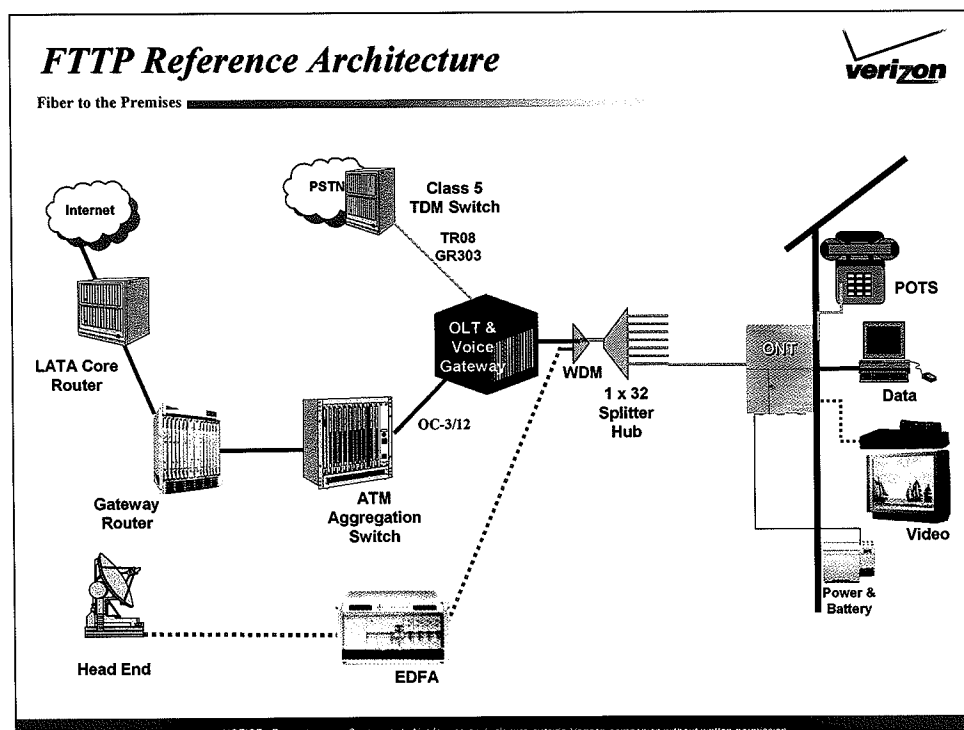 FTTP Reference Architecture
verizon
Fiber to the Premises
Internet
PSTN
Class 5
TDM Switch
TR08
GR303
LATA Core
Router
OLT &
Voice
Gateway
WDM
1 x 32
Splitter
Hub
ONT
POTS
Data
OC-3/12
Gateway
Router
ATM
Aggregation
Switch
Video
Power &
Battery
Head End
EDFA